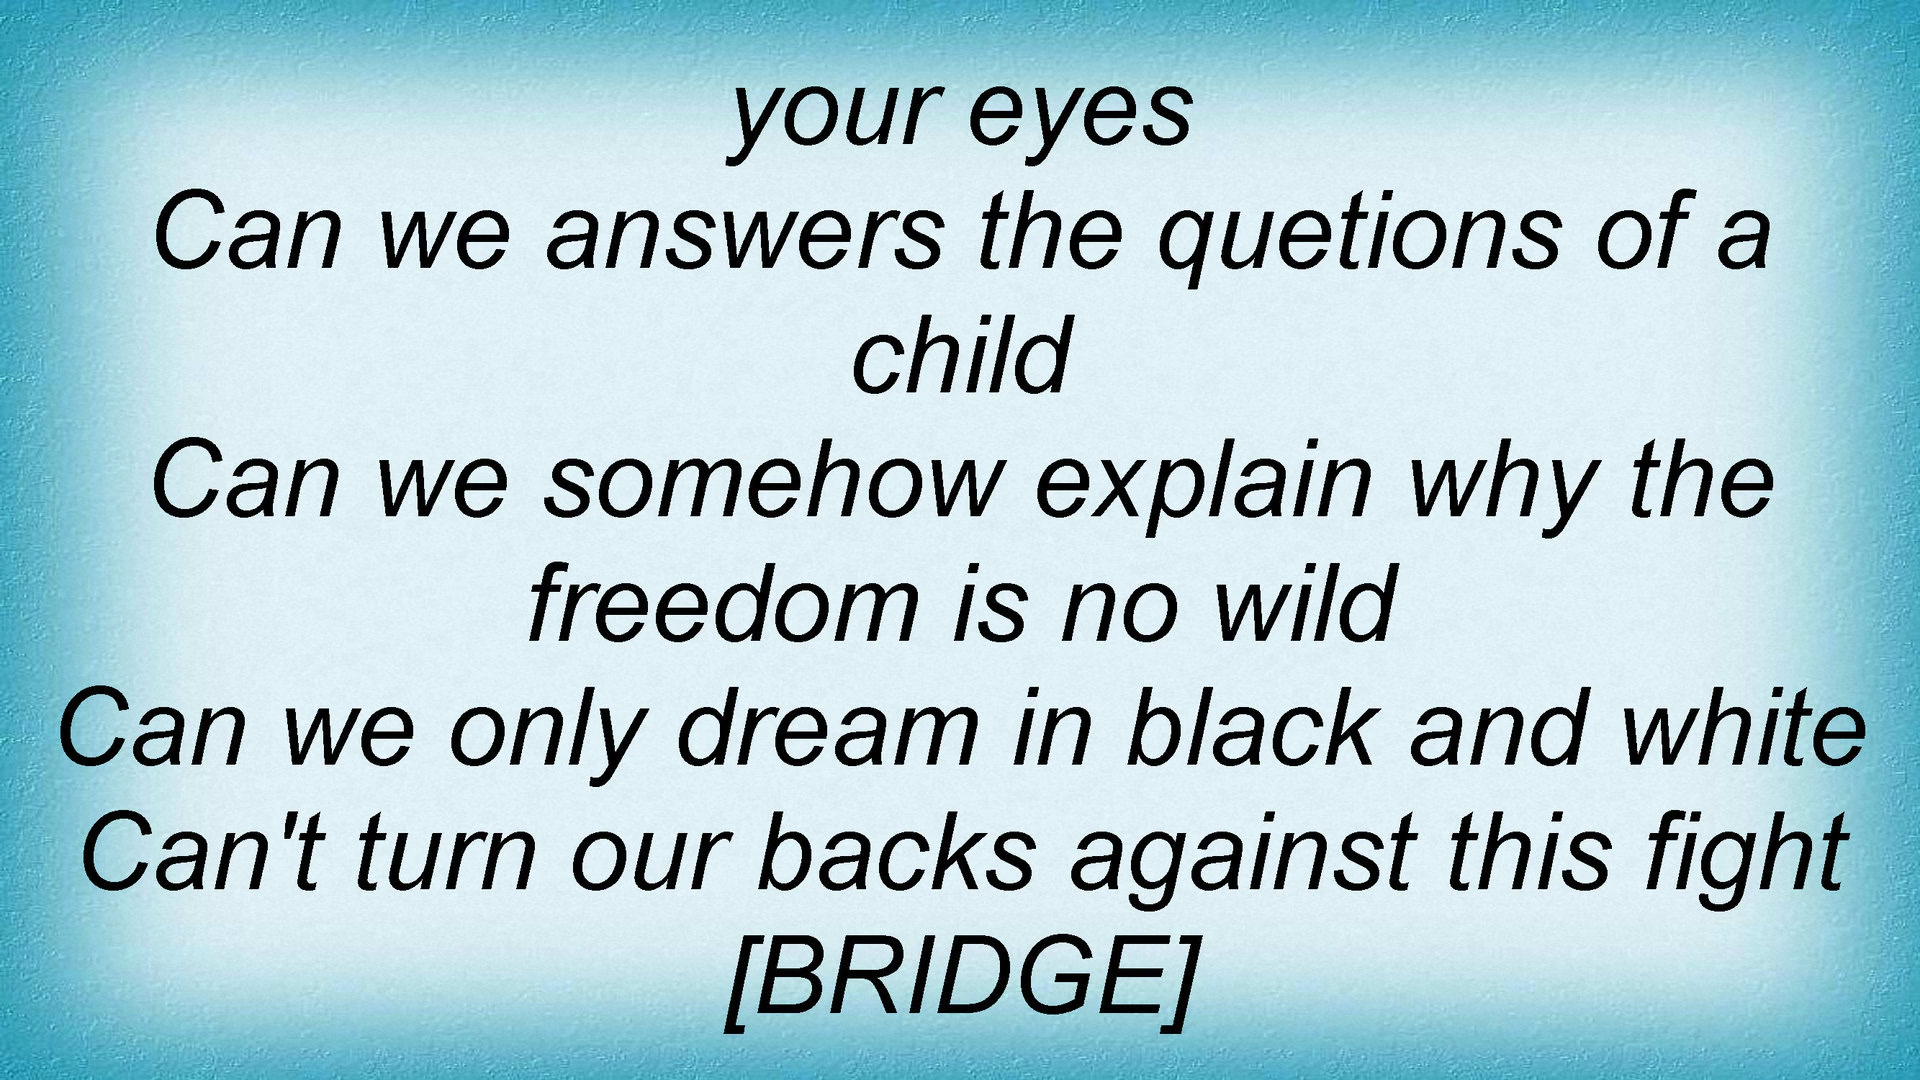 your eyes
Can we answers the quetions of a
child
Can we somehow explain why the
freedom is no wild
Can we only dream in black and white
Can't turn our backs against this fight
[BRIDGE]